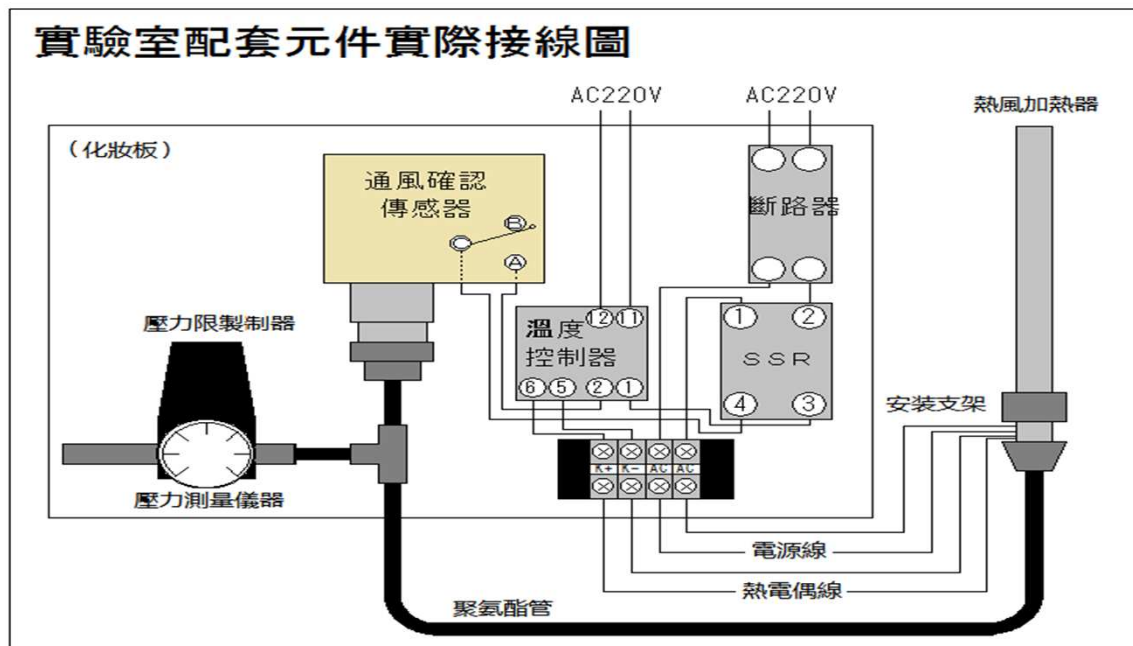 實驗室配套元件實際接線圖
AC220V
AC220V
熱風加熱器
（化妝板）
通風確認
傳感器
B
A
斷路器
壓力限製制器
12 11
溫度
控制器
6 5 2 1
1 2
SSR
4 3
安装支架
K+ K- AC AC
壓力測量儀器
電源線
熱電偶線
聚氨酯管